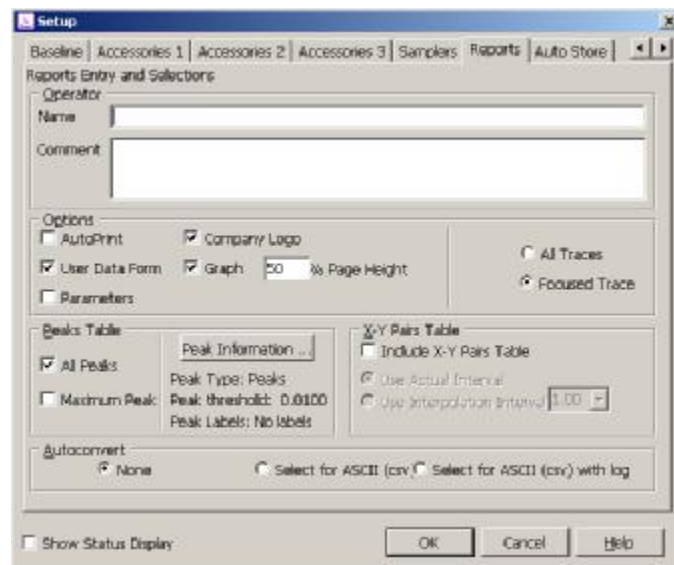 Setup
Baseline Accessories 1 Accessories 2 Accessories 3 Samplers Reports Auto Store
Reports Entry and Selections
Operator
Name
Comment
Options
AutoPrint
Company Logo
All Traces
User Data Form
Graph 50 % Page Height
Focused Trace
Parameters
Peaks Table
X-Y Pairs Table
Peak Information ...
Include X-Y Pairs Table
All Peaks
Peak Type: Peaks
Use Actual Interval
Maximum Peak
Peak threshold: 0.0100
Use Interpolation Interval 1.00
Peak Labels: No labels
Autoconvert
None
Select for ASCII (csv)
Select for ASCII (csv) with log
Show Status Display
OK
Cancel
Help